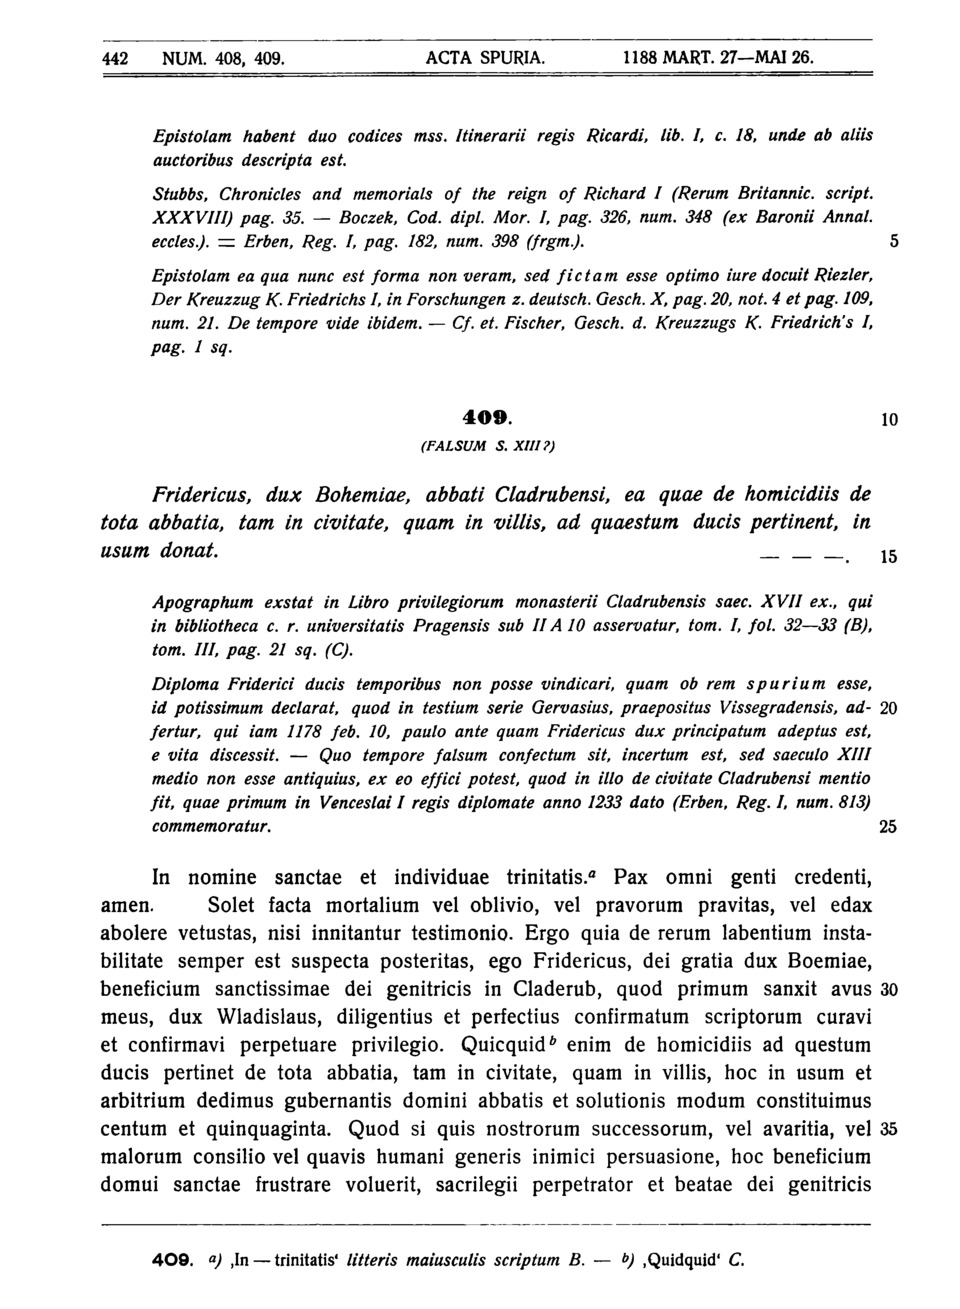 442 NUM. 408, 409. ACTA SPURIA. 1188 MART. 27—MAI 26.
Epistolam habent duo codices mss. Itinerarii regis Ricardi, lib. I, c. 18, unde ab aliis
auctoribus descripta est.
Stubbs, Chronicles and memorials of the reign of Richard I (Rerum Britannic. script.
XXXVIII) pag. 35. — Boczek, Cod. dipl. Mor. I, pag. 326, num. 348 (ex Baronii Annal.
eccles.). = Erben, Reg. I, pag. 182, num. 398 (frgm.). 5
Epistolam ea qua nunc est forma non veram, sed fictam esse optimo iure docuit Riezler,
Der Kreuzzug K. Friedrichs I, in Forschungen z. deutsch. Gesch. X, pag. 20, not. 4 et pag. 109,
num. 21. De tempore vide ibidem. — Cf. et. Fischer, Gesch. d. Kreuzzugs K. Friedrich's I,
pag. 1 sq.
409. 10
(FALSUM S. XIII?)
Fridericus, dux Bohemiae, abbati Cladrubensi, ea quae de homicidiis de
tota abbatia, tam in civitate, quam in villis, ad quaestum ducis pertinent, in
usum donat. — — —. 15
Apographum exstat in Libro privilegiorum monasterii Cladrubensis saec. XVII ex., qui
in bibliotheca c. r. universitatis Pragensis sub II A 10 asservatur, tom. I, fol. 32—33 (B),
tom. III, pag. 21 sq. (C).
Diploma Friderici ducis temporibus non posse vindicari, quam ob rem spurium esse,
id potissimum declarat, quod in testium serie Gervasius, praepositus Vissegradensis, ad- 20
fertur, qui iam 1178 feb. 10, paulo ante quam Fridericus dux principatum adeptus est,
e vita discessit. — Quo tempore falsum confectum sit, incertum est, sed saeculo XIII
medio non esse antiquius, ex eo effici potest, quod in illo de civitate Cladrubensi mentio
fit, quae primum in Venceslai I regis diplomate anno 1233 dato (Erben, Reg. I, num. 813)
commemoratur. 25
In nomine sanctae et individuae trinitatis.a Pax omni genti credenti,
amen. Solet facta mortalium vel oblivio, vel pravorum pravitas, vel edax
abolere vetustas, nisi innitantur testimonio. Ergo quia de rerum labentium insta-
bilitate semper est suspecta posteritas, ego Fridericus, dei gratia dux Boemiae,
beneficium sanctissimae dei genitricis in Claderub, quod primum sanxit avus 30
meus, dux Wladislaus, diligentius et perfectius confirmatum scriptorum curavi
et confirmavi perpetuare privilegio. Quicquid b enim de homicidiis ad questum
ducis pertinet de tota abbatia, tam in civitate, quam in villis, hoc in usum et
arbitrium dedimus gubernantis domini abbatis et solutionis modum constituimus
centum et quinquaginta. Quod si quis nostrorum successorum, vel avaritia, vel 35
malorum consilio vel quavis humani generis inimici persuasione, hoc beneficium
domui sanctae frustrare voluerit, sacrilegii perpetrator et beatae dei genitricis
409. a) ‚In — trinitatis‘ litteris maiusculis scriptum B. — b) ‚Quidquid‘ C.